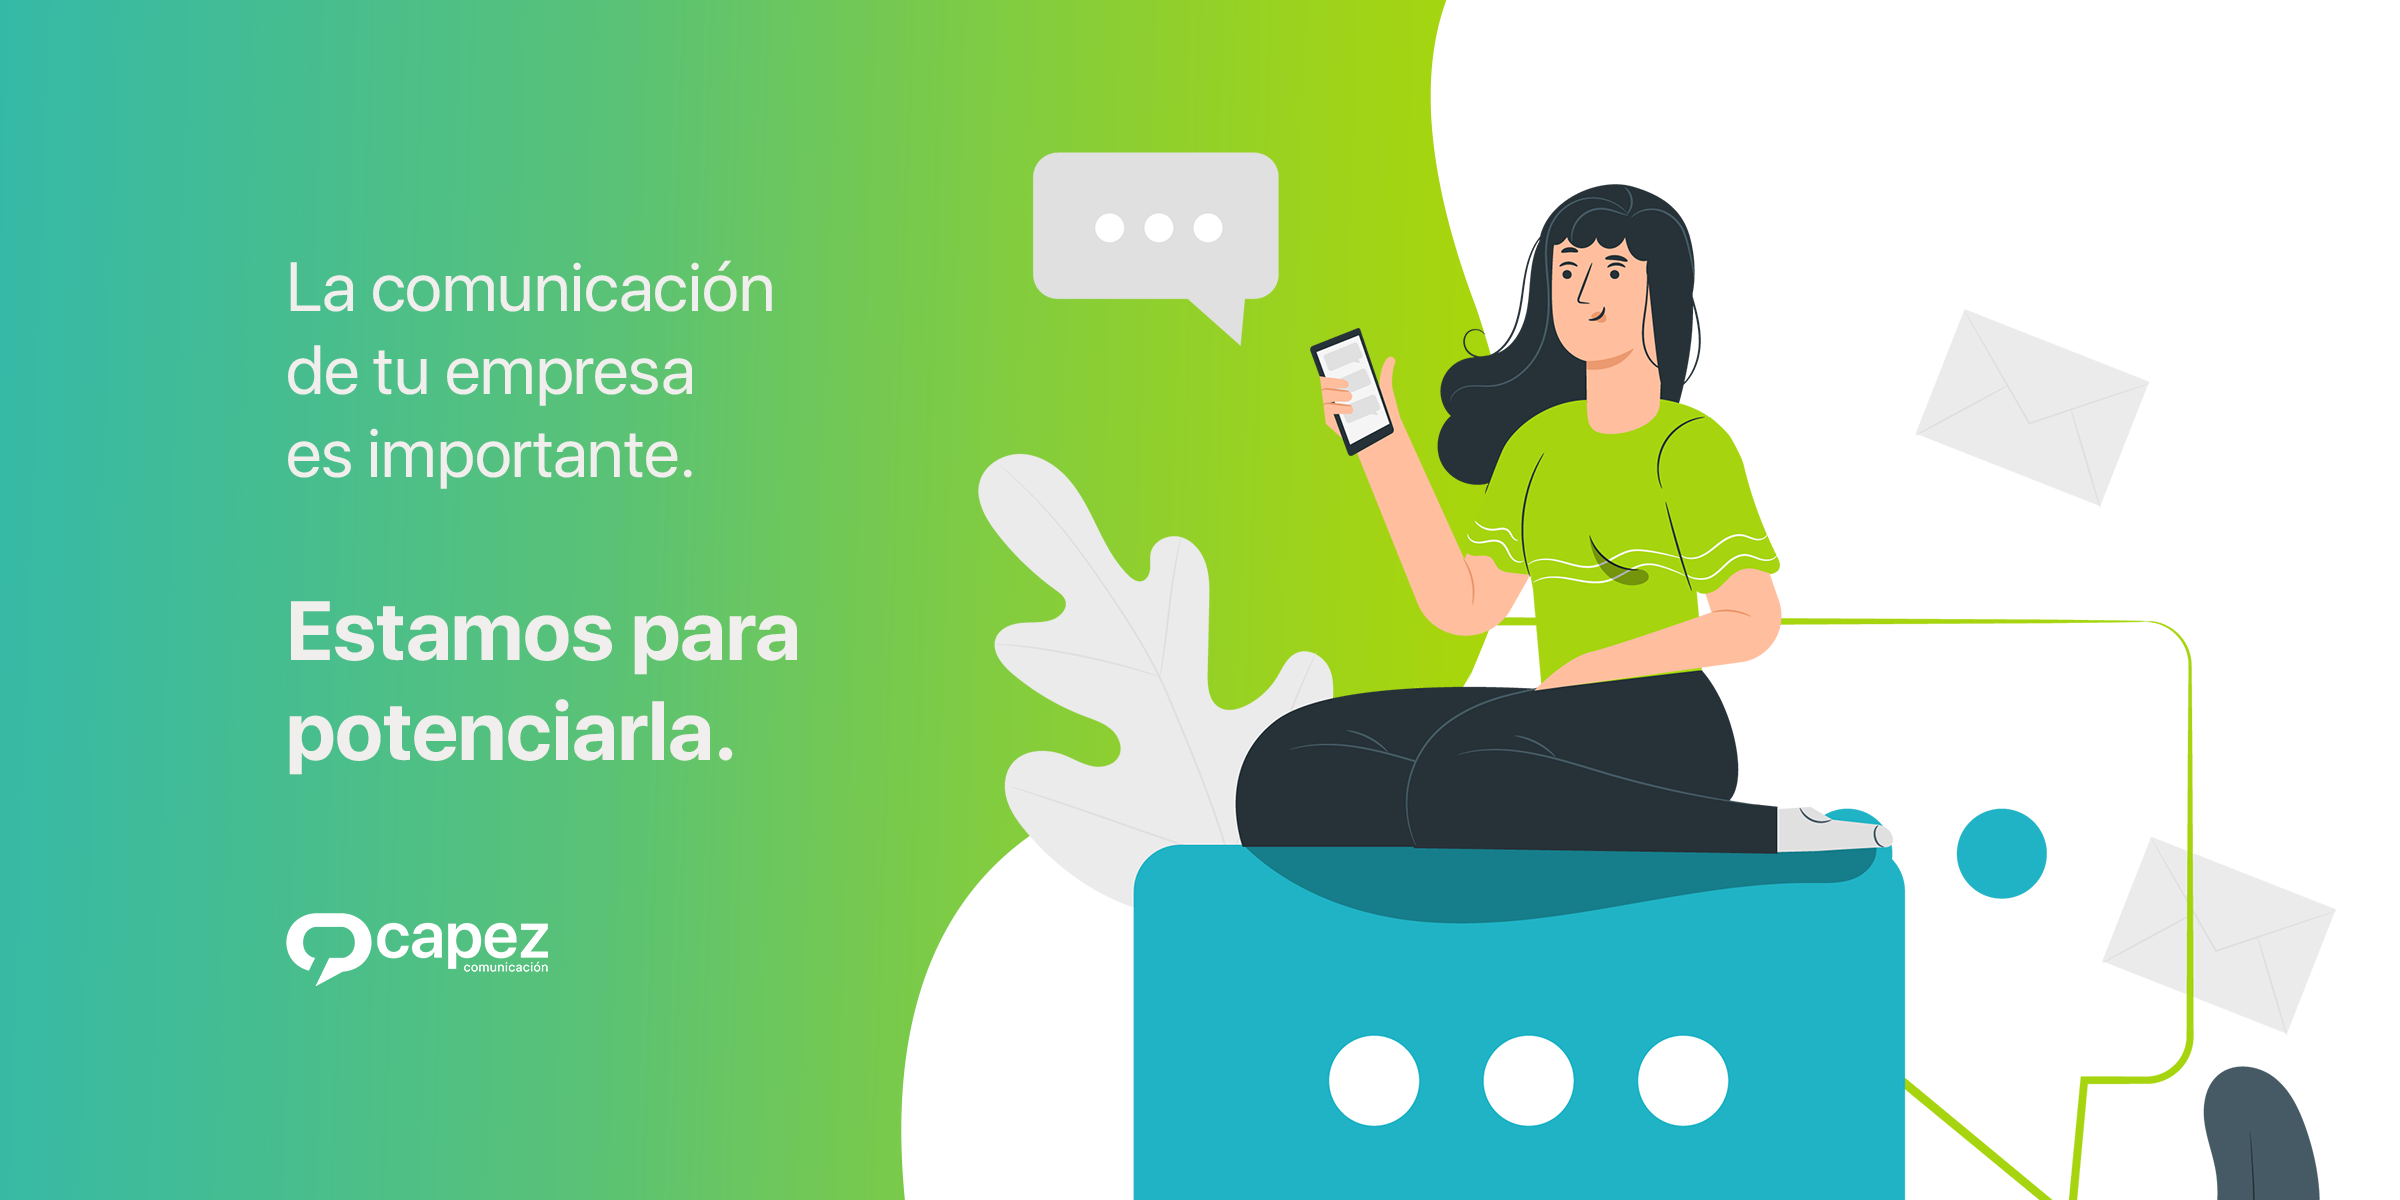 La comunicación
de tu empresa
es importante.
Estamos para
potenciarla.
capez
comunicación